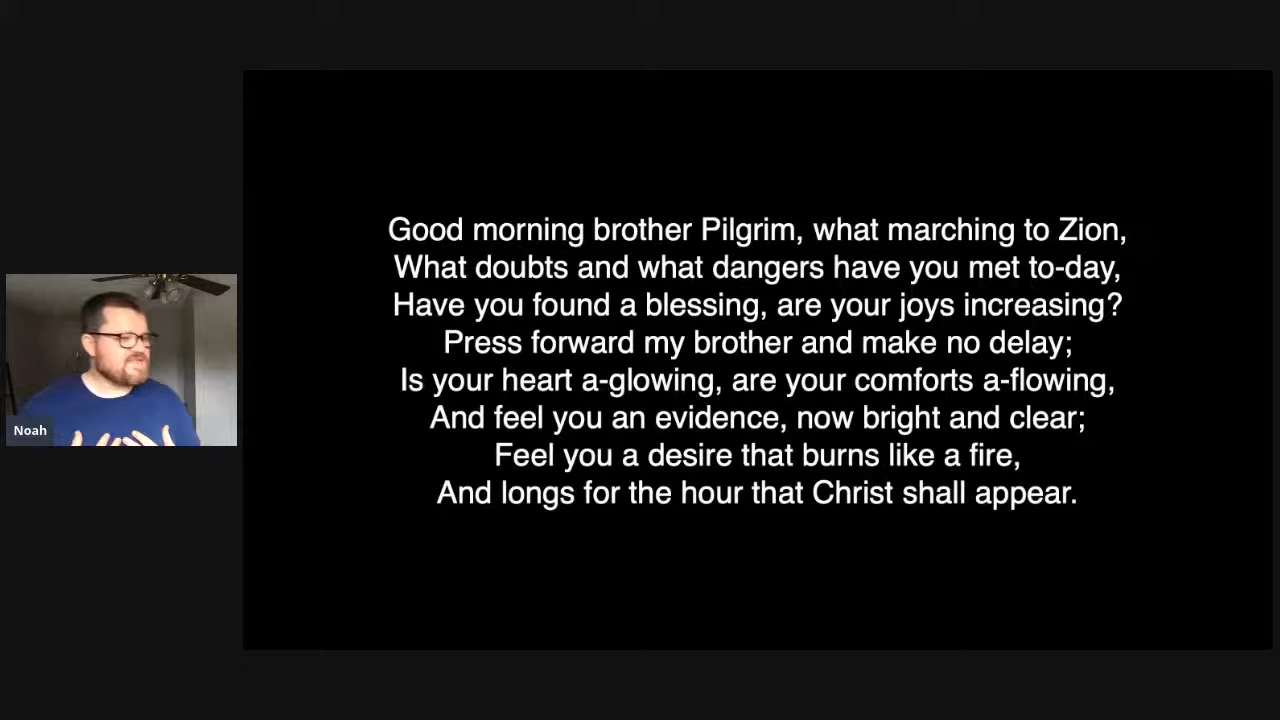 Good morning brother Pilgrim, what marching to Zion,
What doubts and what dangers have you met to-day,
Have you found a blessing, are your joys increasing?
Press forward my brother and make no delay;
Is your heart a-glowing, are your comforts a-flowing,
And feel you an evidence, now bright and clear;
Feel you a desire that burns like a fire,
And longs for the hour that Christ shall appear.
Noah